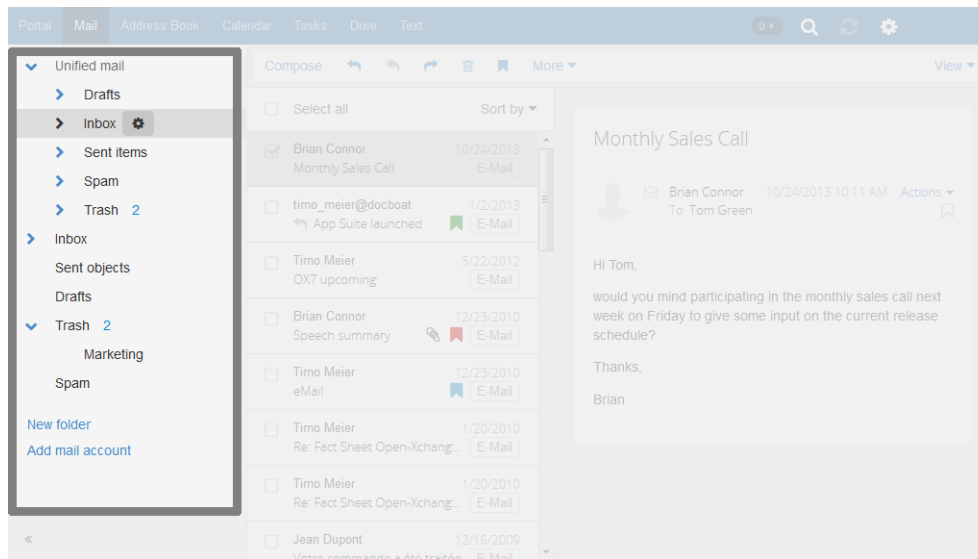 Portal Mail Address Book Calendar Tasks Drive Text 0
Unified mail
Drafts
Inbox
Sent items
Spam
Trash 2
Inbox
Sent objects
Drafts
Trash 2
Marketing
Spam
New folder
Add mail account
Compose More View
Select all Sort by
Brian Connor 10/24/2013
Monthly Sales Call E-Mail
timo_meier@docboat 1/2/2013
App Suite launched E-Mail
Timo Meier 5/22/2012
OX7 upcoming E-Mail
Brian Connor 12/23/2010
Speech summary E-Mail
Timo Meier 12/23/2010
eMail E-Mail
Timo Meier 1/20/2010
Re: Fact Sheet Open-Xchang... E-Mail
Timo Meier 1/20/2010
Re: Fact Sheet Open-Xchang... E-Mail
Jean Dupont 12/16/2009
Votre commande a été traitée E-Mail
Monthly Sales Call
Brian Connor 10/24/2013 10:11 AM Actions
To Tom Green
Hi Tom,
would you mind participating in the monthly sales call next
week on Friday to give some input on the current release
schedule?
Thanks,
Brian